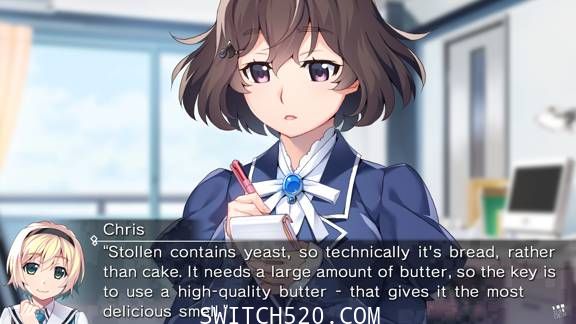 Chris
“Stollen contains yeast, so technically it's bread, rather
than cake. It needs a large amount of butter, so the key is
to use a high-quality butter - that gives it the most
delicious smell."
SWITCH520.COM